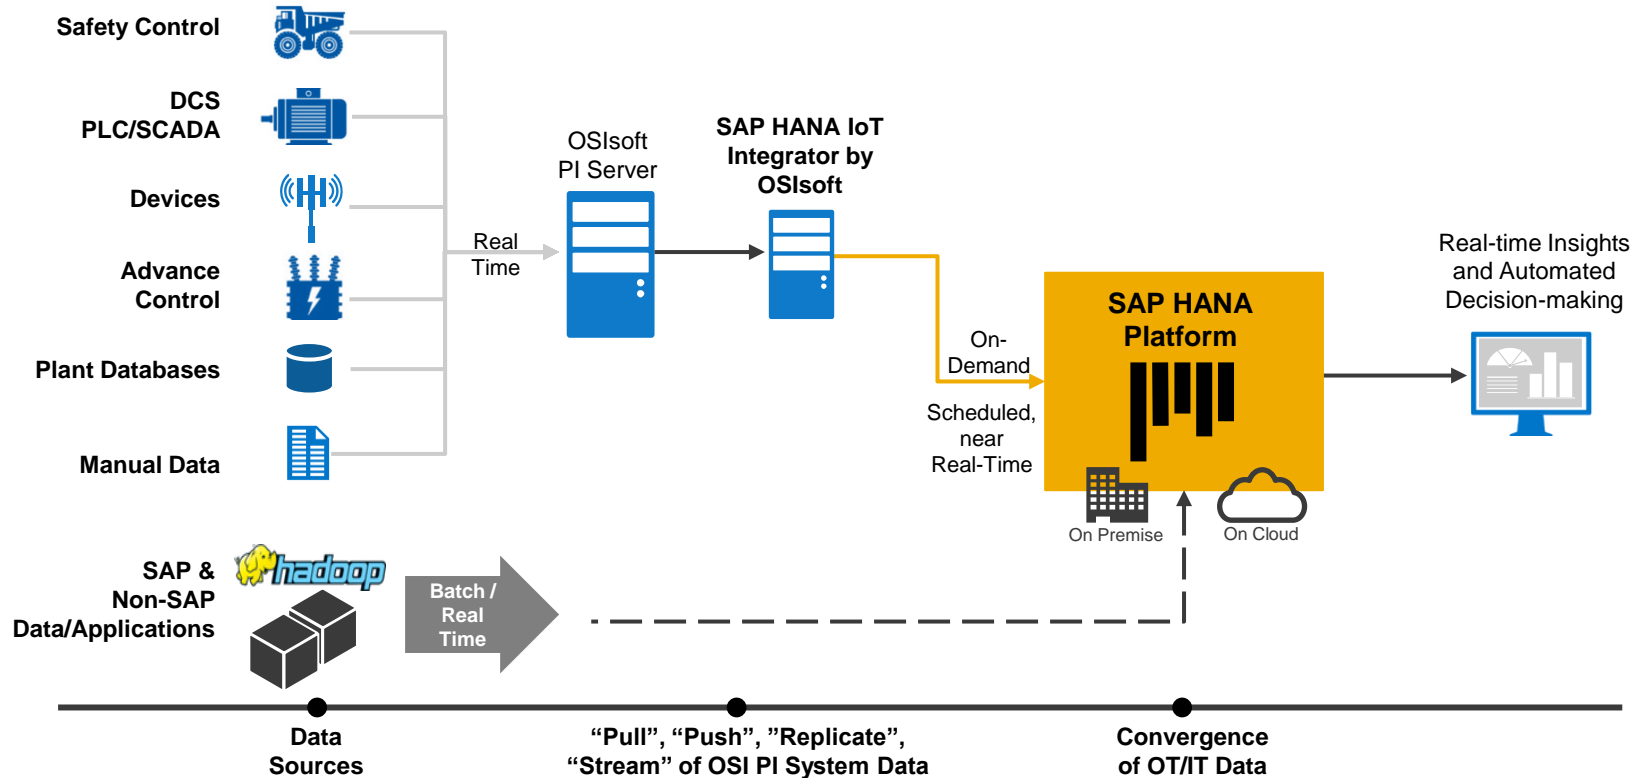 Safety Control
DCS
PLC/SCADA
Devices
Advance
Control
Plant Databases
Manual Data
Real
Time
OSIsoft
PI Server
SAP HANA IoT
Integrator by
OSIsoft
On-
Demand
Scheduled,
near
Real-Time
SAP HANA
Platform
On Premise
On Cloud
Real-time Insights
and Automated
Decision-making
SAP &
Non-SAP
Data/Applications
hadoop
Batch /
Real
Time
Data
Sources
“Pull”, “Push”, ”Replicate”,
“Stream” of OSI PI System Data
Convergence
of OT/IT Data